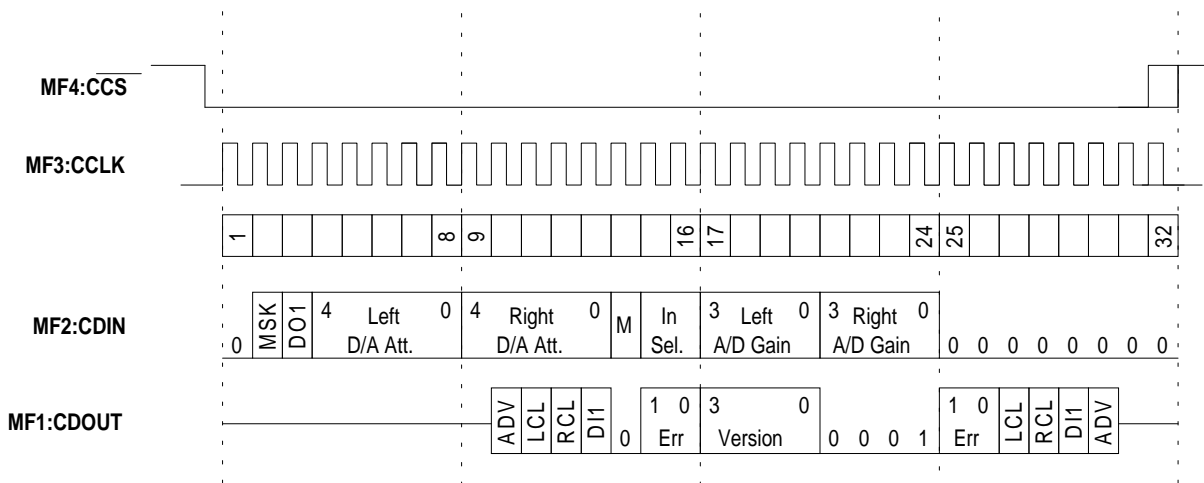 MF4:CCS
MF3:CCLK
1 8 9 16 17 24 25 32
MF2:CDIN
0 MSK DO1 4 Left 0 D/A Att. 4 Right 0 D/A Att. M In Sel. 3 Left A/D Gain 3 Right 0 A/D Gain 0 0 0 0 0 0 0 0
MF1:CDOUT
ADV LCL RCL DI1 0 1 0 Err 3 0 Version 0 0 0 1 1 0 Err LCL RCL DI1 ADV